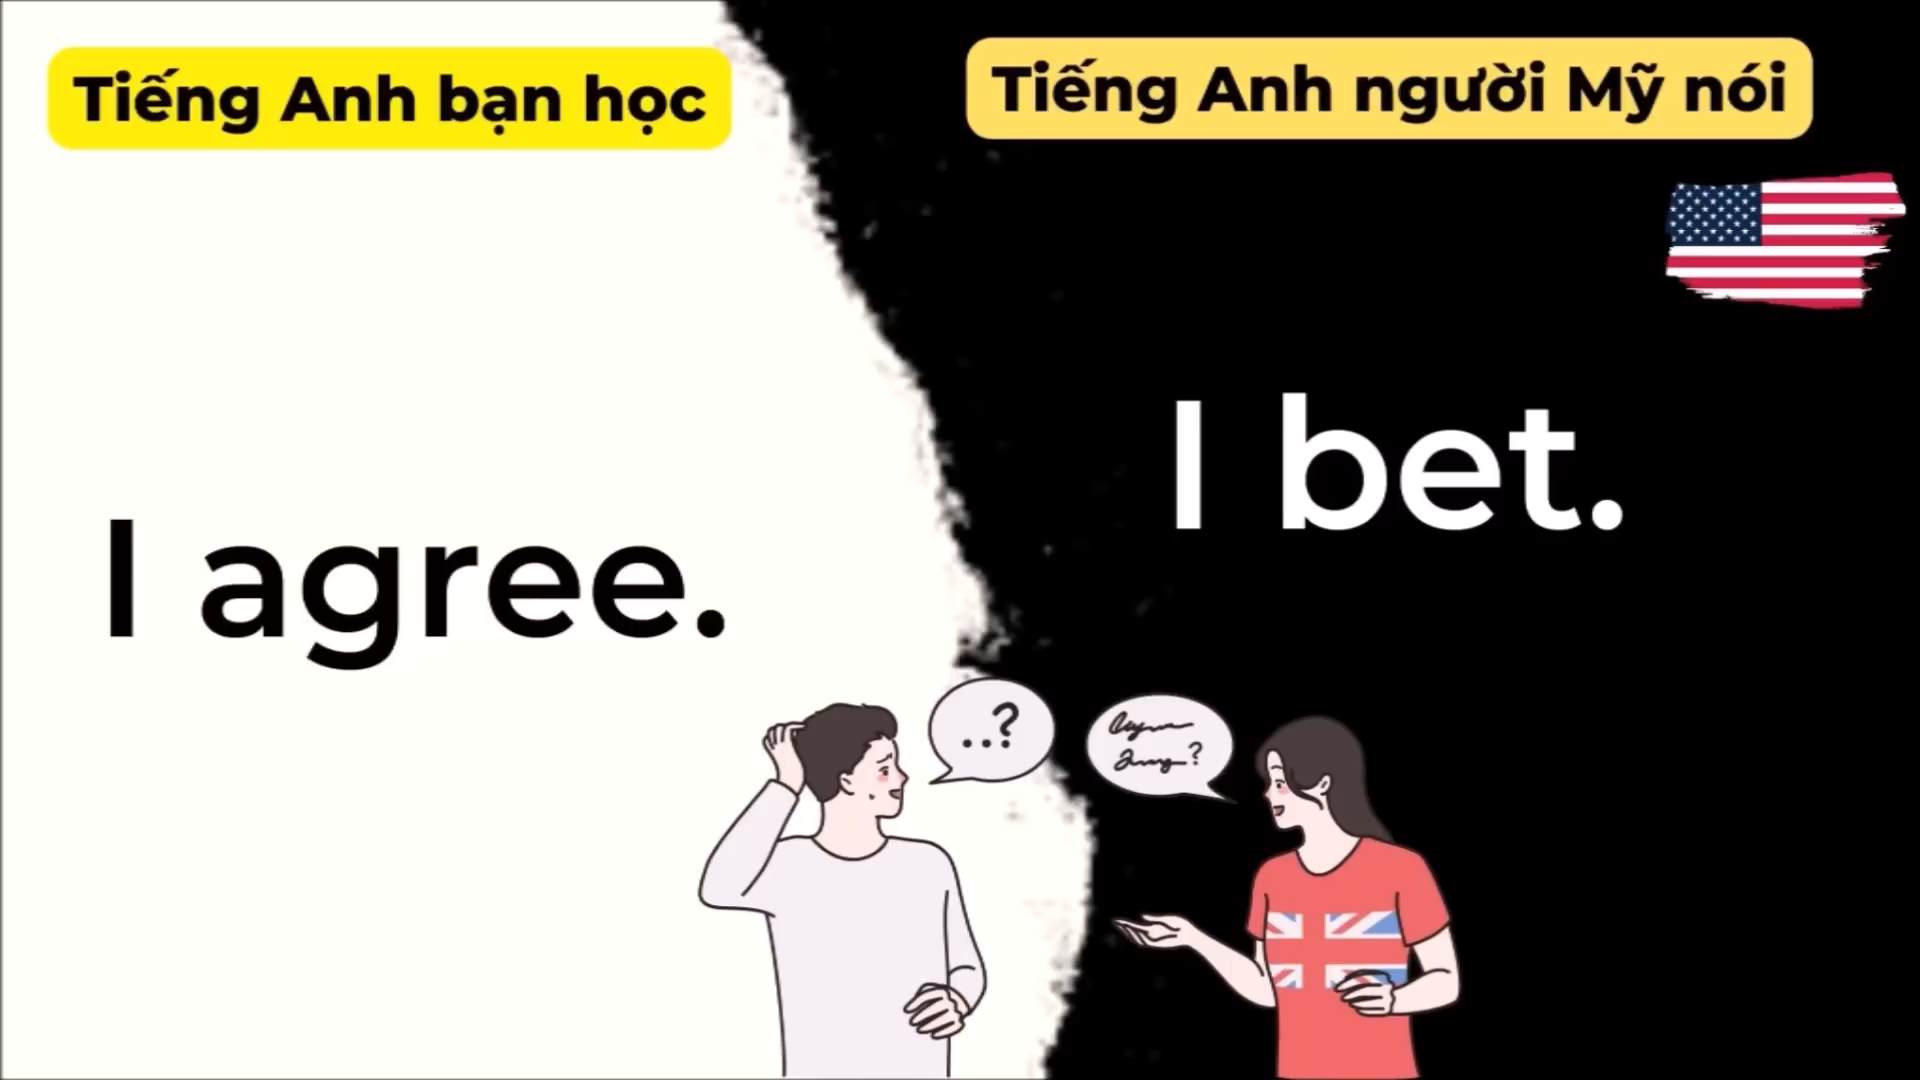 Tiếng Anh bạn học
Tiếng Anh người Mỹ nói
I agree.
I bet.
..?
?